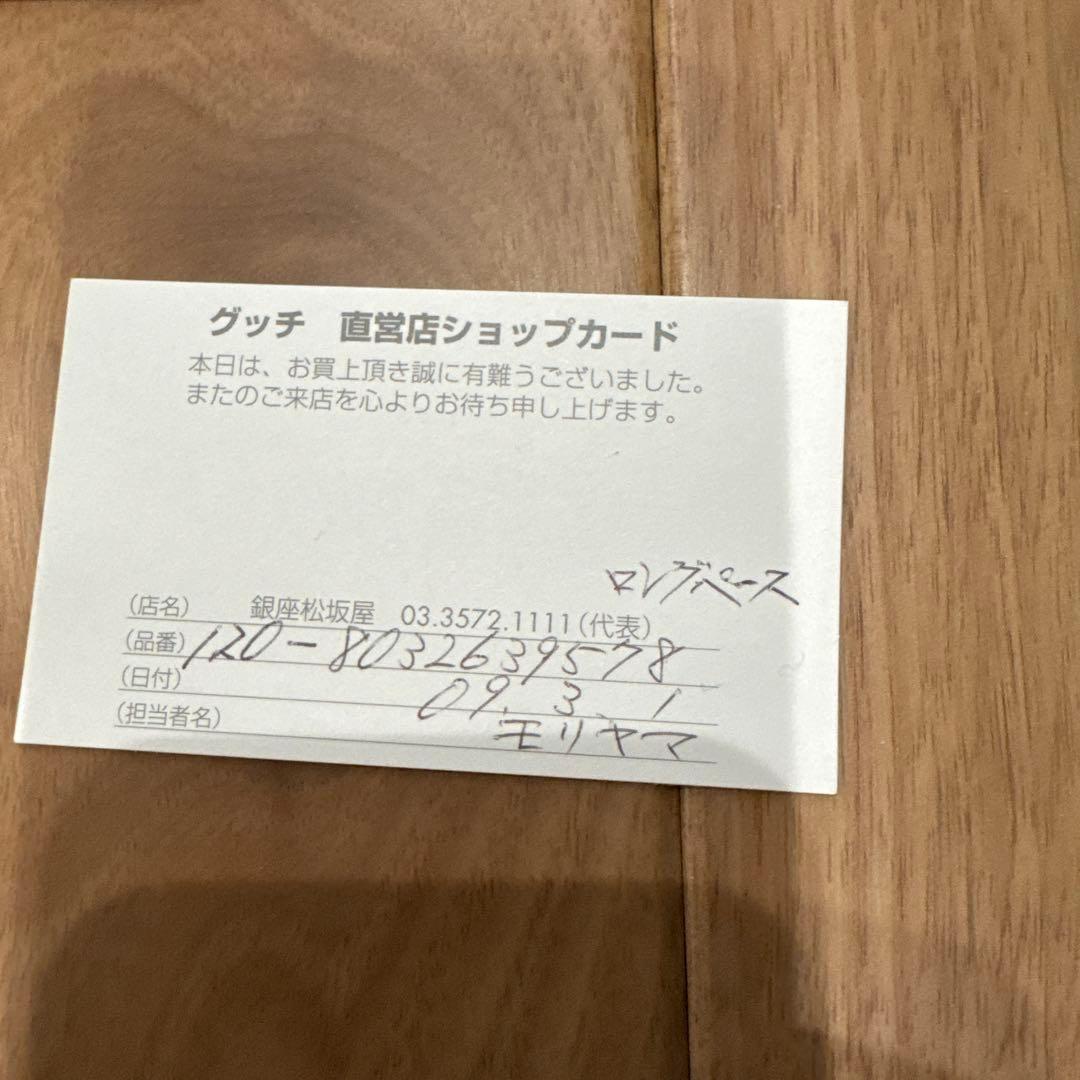 グッチ 直営店ショップカード
本日は、お買上頂き誠に有難うございました。
またのご来店を心よりお待ち申し上げます。
ロングペース
(店名) 銀座松坂屋 03.3572.1111(代表)
(品番) 120-8032639578
(日付) 09.3.1
(担当者名) モリヤマ